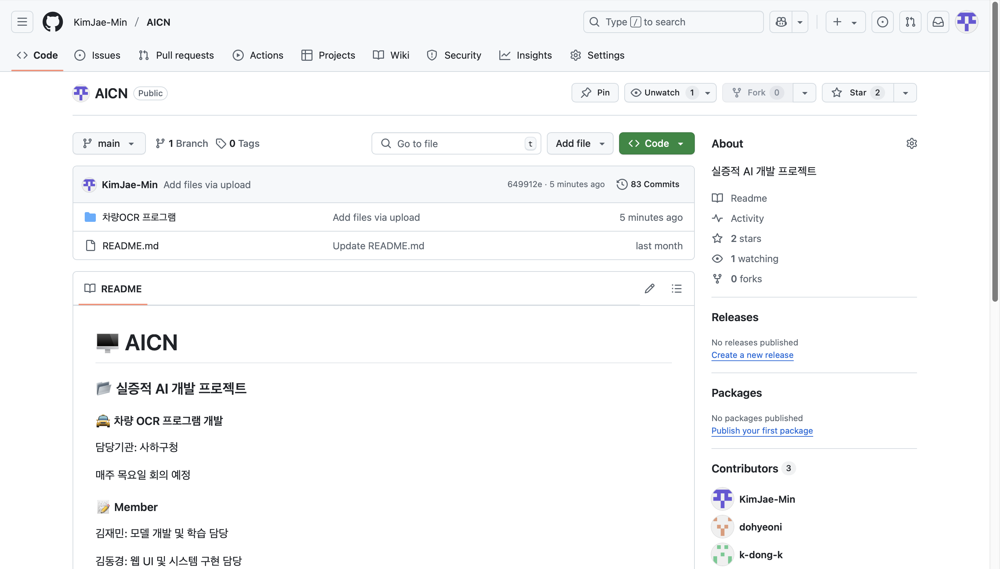 KimJae-Min / AICN
Type / to search
Code
Issues
Pull requests
Actions
Projects
Wiki
Security
Insights
Settings
AICN Public
Pin
Unwatch 1
Fork 0
Star 2
main
1 Branch
0 Tags
Go to file t
Add file
Code
KimJae-Min Add files via upload
649912e · 5 minutes ago
83 Commits
차량OCR 프로그램 Add files via upload 5 minutes ago
README.md Update README.md last month
README
AICN
실증적 AI 개발 프로젝트
차량 OCR 프로그램 개발
담당기관: 사하구청
매주 목요일 회의 예정
Member
김재민: 모델 개발 및 학습 담당
김동경: 웹 UI 및 시스템 구현 담당
About
실증적 AI 개발 프로젝트
Readme
Activity
2 stars
1 watching
0 forks
Releases
No releases published
Create a new release
Packages
No packages published
Publish your first package
Contributors 3
KimJae-Min
dohyeoni
k-dong-k